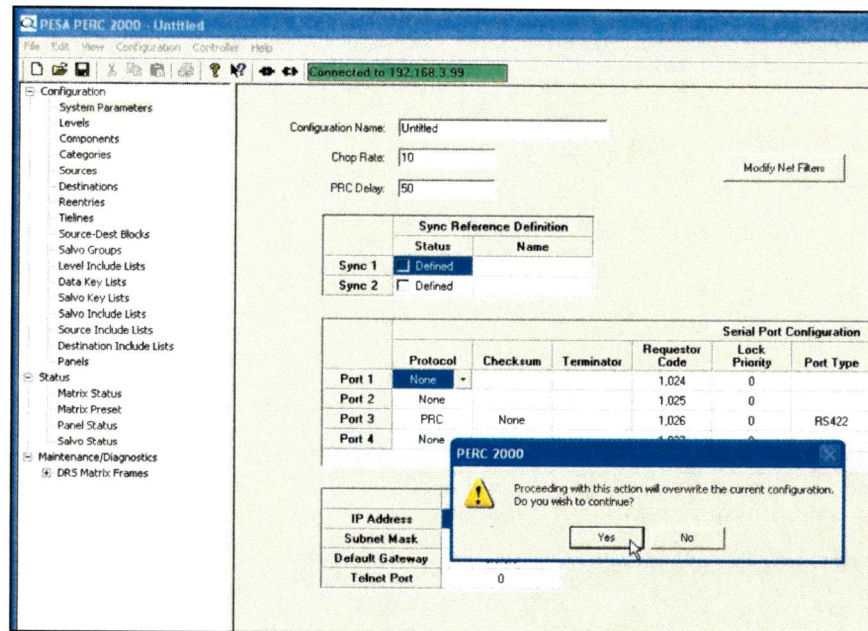 PESA PERC 2000 - Untitled
File Edit View Configuration Controller Help
Connected to 192.168.3.99
Configuration
System Parameters
Levels
Components
Categories
Sources
Destinations
Reentries
Tielines
Source-Dest Blocks
Salvo Groups
Level Include Lists
Data Key Lists
Salvo Key Lists
Salvo Include Lists
Source Include Lists
Destination Include Lists
Panels
Status
Matrix Status
Matrix Preset
Panel Status
Salvo Status
Maintenance/Diagnostics
DRS Matrix Frames
Configuration Name: Untitled
Chop Rate: 10
PRC Delay: 50
Modify Net Filters
Sync Reference Definition
Status Name
Sync 1 Defined
Sync 2 Defined
Serial Port Configuration
Protocol Checksum Terminator Requestor Code Lock Priority Port Type
Port 1 None 1,024 0
Port 2 None 1,025 0
Port 3 PRC None 1,026 0 RS422
Port 4 None
PERC 2000
Proceeding with this action will overwrite the current configuration.
Do you wish to continue?
Yes No
IP Address
Subnet Mask
Default Gateway
Telnet Port 0